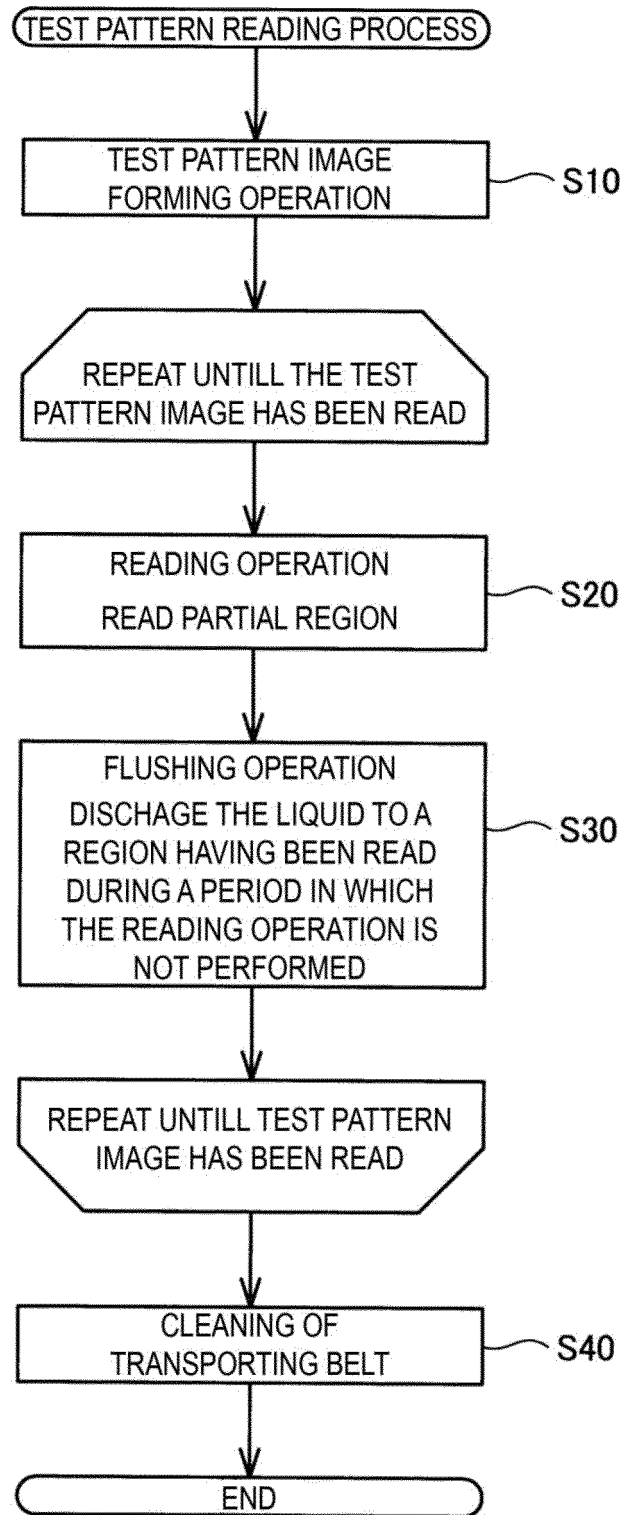 TEST PATTERN READING PROCESS
TEST PATTERN IMAGE
FORMING OPERATION
S10
REPEAT UNTILL THE TEST
PATTERN IMAGE HAS BEEN READ
READING OPERATION
READ PARTIAL REGION
S20
FLUSHING OPERATION
DISCHAGE THE LIQUID TO A
REGION HAVING BEEN READ
DURING A PERIOD IN WHICH
THE READING OPERATION IS
NOT PERFORMED
S30
REPEAT UNTILL TEST PATTERN
IMAGE HAS BEEN READ
CLEANING OF
TRANSPORTING BELT
S40
END